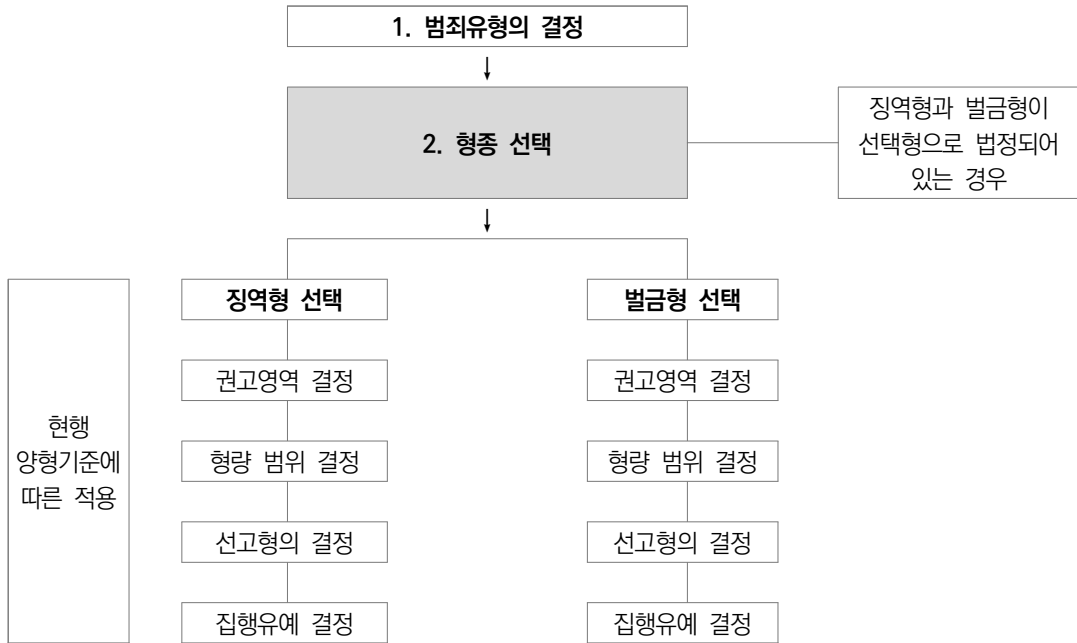 1. 범죄유형의 결정
2. 형종 선택
징역형과 벌금형이
선택형으로 법정되어
있는 경우
현행
양형기준에
따른 적용
징역형 선택
권고영역 결정
형량 범위 결정
선고형의 결정
집행유예 결정
벌금형 선택
권고영역 결정
형량 범위 결정
선고형의 결정
집행유예 결정